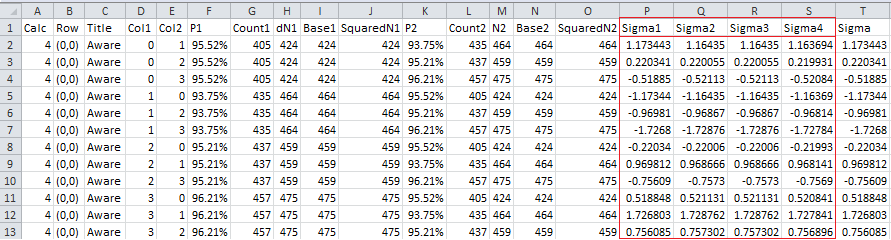 A B C D E F G H I J K L M N O P Q R S T
1 Calc Row Title Col1 Col2 P1 Count1 dN1 Base1 SquaredN1 P2 Count2 N2 Base2 SquaredN2 Sigma1 Sigma2 Sigma3 Sigma4 Sigma
2 4 (0,0) Aware 0 1 95.52% 405 424 424 424 93.75% 435 464 464 464 1.173443 1.16435 1.16435 1.163694 1.173443
3 4 (0,0) Aware 0 2 95.52% 405 424 424 424 95.21% 437 459 459 459 0.220341 0.220055 0.220055 0.219931 0.220341
4 4 (0,0) Aware 0 3 95.52% 405 424 424 424 96.21% 457 475 475 475 -0.51885 -0.52113 -0.52113 -0.52084 -0.51885
5 4 (0,0) Aware 1 0 93.75% 435 464 464 464 95.52% 405 424 424 424 -1.17344 -1.16435 -1.16435 -1.16369 -1.17344
6 4 (0,0) Aware 1 2 93.75% 435 464 464 464 95.21% 437 459 459 459 -0.96981 -0.96867 -0.96867 -0.96814 -0.96981
7 4 (0,0) Aware 1 3 93.75% 435 464 464 464 96.21% 457 475 475 475 -1.7268 -1.72876 -1.72876 -1.72784 -1.7268
8 4 (0,0) Aware 2 0 95.21% 437 459 459 459 95.52% 405 424 424 424 -0.22034 -0.22006 -0.22006 -0.21993 -0.22034
9 4 (0,0) Aware 2 1 95.21% 437 459 459 459 93.75% 435 464 464 464 0.969812 0.968666 0.968666 0.968141 0.969812
10 4 (0,0) Aware 2 3 95.21% 437 459 459 459 96.21% 457 475 475 475 -0.75609 -0.7573 -0.7573 -0.7569 -0.75609
11 4 (0,0) Aware 3 0 96.21% 457 475 475 475 95.52% 405 424 424 424 0.518848 0.521131 0.521131 0.520841 0.518848
12 4 (0,0) Aware 3 1 96.21% 457 475 475 475 93.75% 435 464 464 464 1.726803 1.728762 1.728762 1.727841 1.726803
13 4 (0,0) Aware 3 2 96.21% 457 475 475 475 95.21% 437 459 459 459 0.756085 0.757302 0.757302 0.756896 0.756085